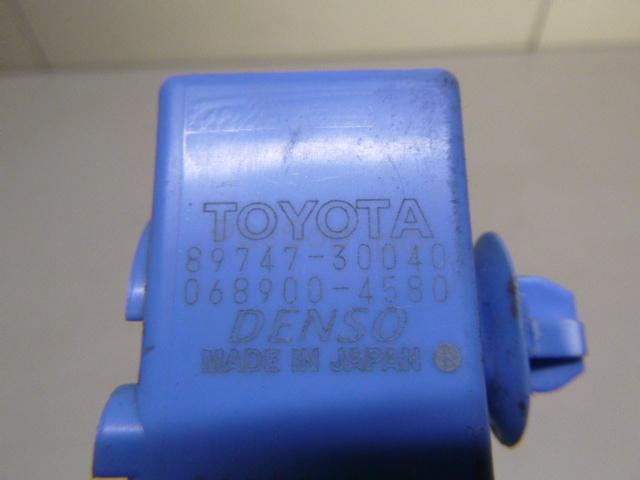 TOYOTA
89747-30040
068900-4580
DENSO
MADE IN JAPAN